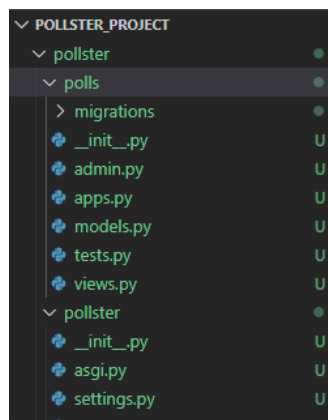 POLLSTER_PROJECT
pollster
polls
migrations
__init__.py U
admin.py U
apps.py U
models.py U
tests.py U
views.py U
pollster
__init__.py U
asgi.py U
settings.py U